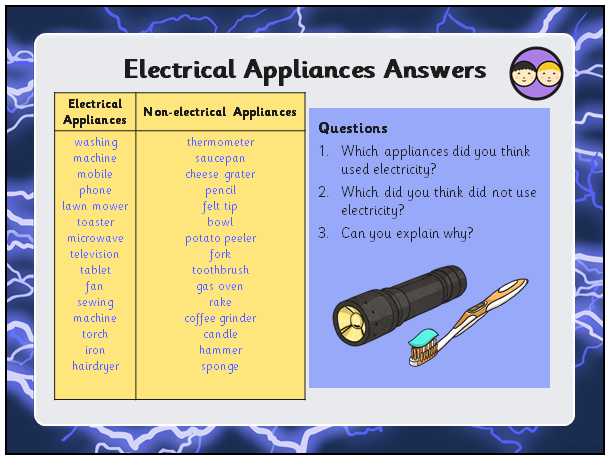 Electrical Appliances Answers
Electrical
Appliances
washing
machine
mobile
phone
lawn mower
toaster
microwave
television
tablet
fan
sewing
machine
torch
iron
hairdryer
Non-electrical Appliances
thermometer
saucepan
cheese grater
pencil
felt tip
bowl
potato peeler
fork
toothbrush
gas oven
rake
coffee grinder
candle
hammer
sponge
Questions
1. Which appliances did you think
used electricity?
2. Which did you think did not use
electricity?
3. Can you explain why?